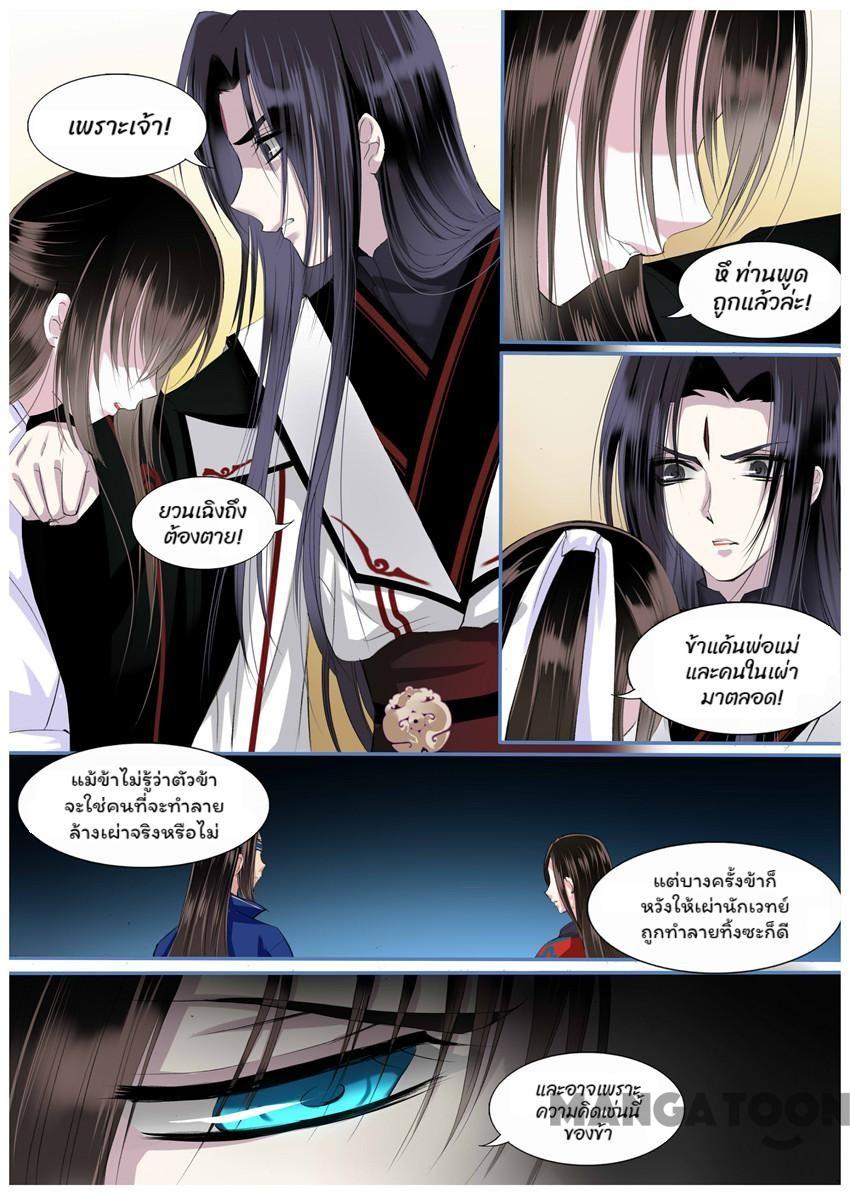 เพราะเจ้า!
หึ ท่านพูด
ถูกแล้วล่ะ!
ยวนเฉิงถึง
ต้องตาย!
ข้าแค้นพ่อแม่
และคนในเผ่า
มาตลอด!
แม้ข้าไม่รู้ว่าตัวข้า
จะใช่คนที่จะทำลาย
ล้างเผ่าจริงหรือไม่
แต่บางครั้งข้าก็
หวังให้เผ่านักเวทย์
ถูกทำลายทิ้งซะก็ดี
และอาจเพราะ
ความคิดเช่นนี้
ของข้า
MANGATOON